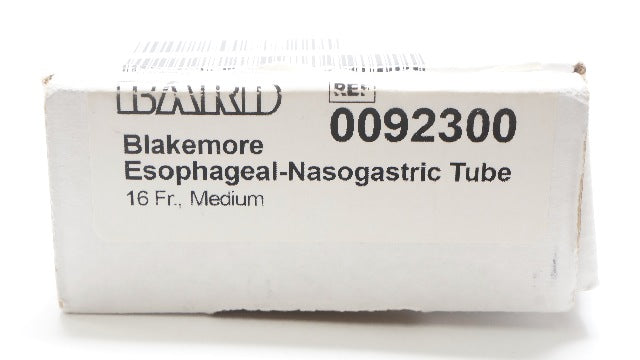 BARD
REF
0092300
Blakemore
Esophageal-Nasogastric Tube
16 Fr., Medium